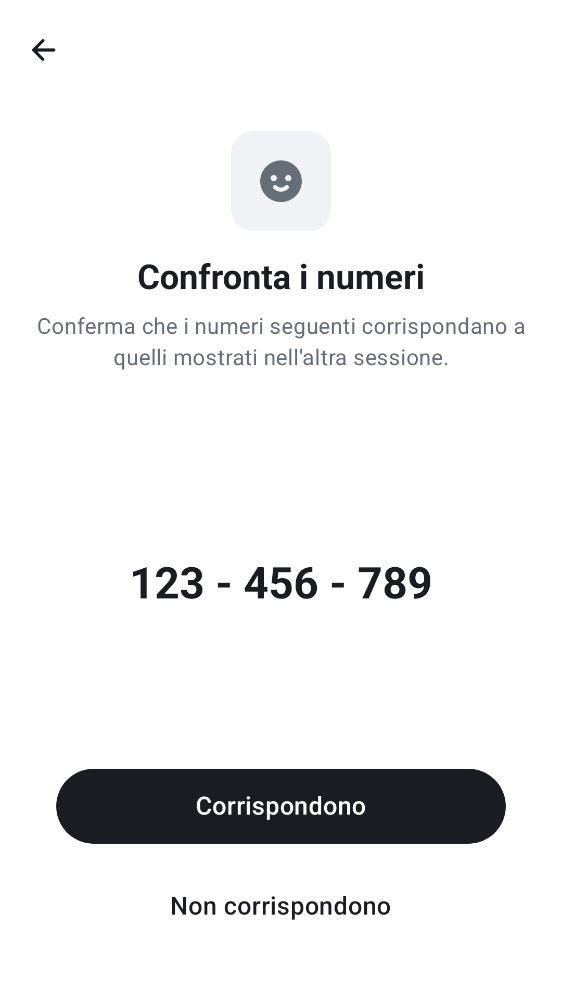 Confronta i numeri
Conferma che i numeri seguenti corrispondano a
quelli mostrati nell'altra sessione.
123 - 456 - 789
Corrispondono
Non corrispondono